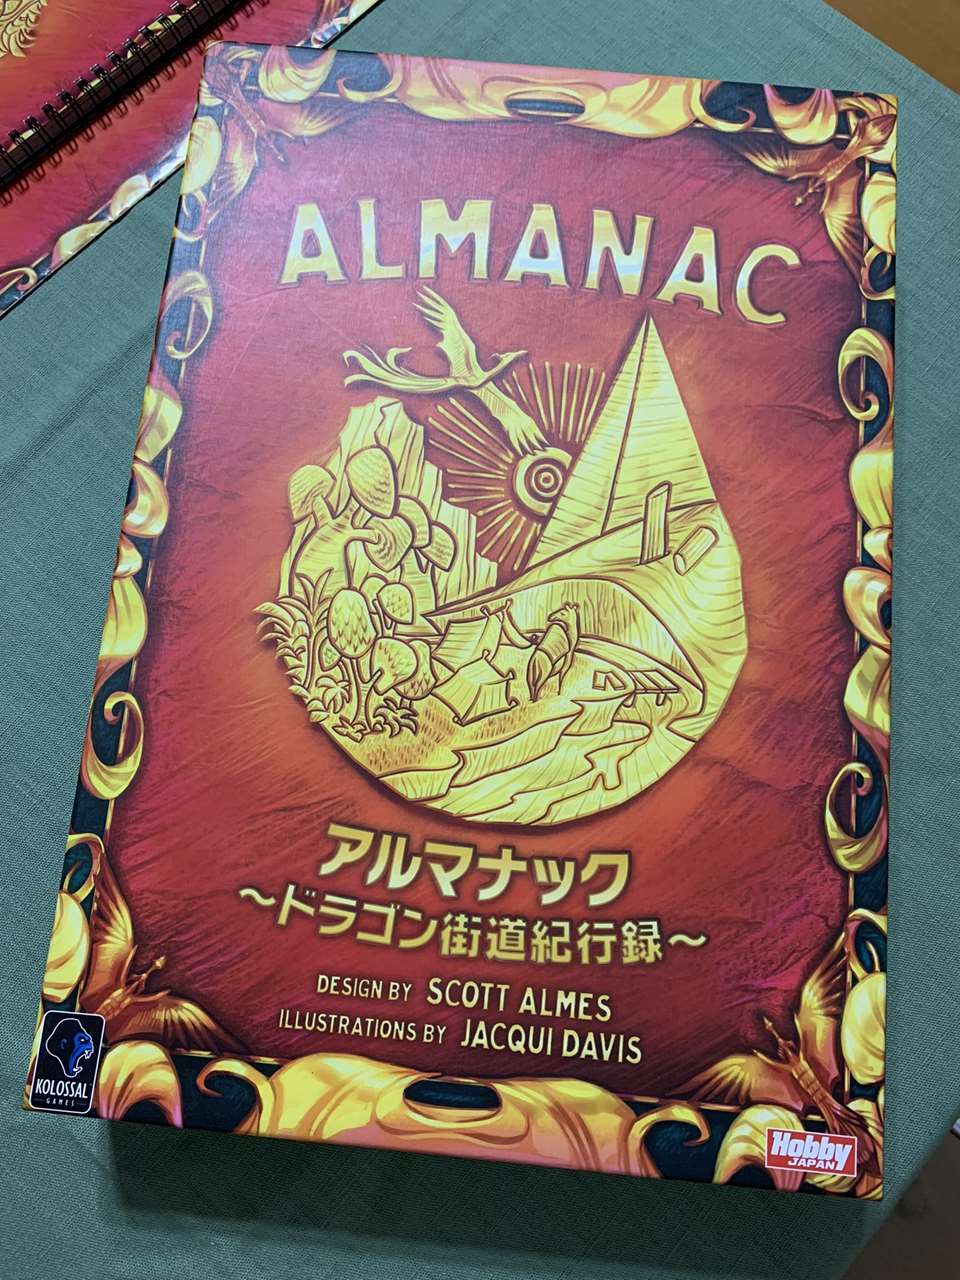 ALMANAC
アルマナック
～ドラゴン街道紀行録～
DESIGN BY SCOTT ALMES
ILLUSTRATIONS BY JACQUI DAVIS
KOLOSSAL
GAMES
Hobby
JAPAN